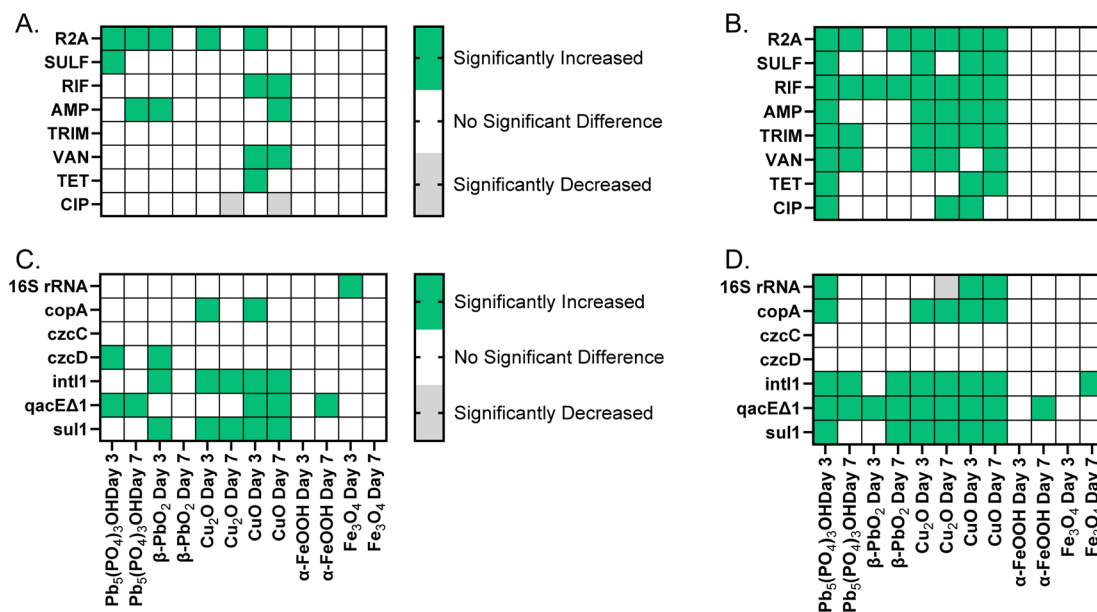 A.
R2A
SULF
RIF
AMP
TRIM
VAN
TET
CIP
Significantly Increased
No Significant Difference
Significantly Decreased
B.
R2A
SULF
RIF
AMP
TRIM
VAN
TET
CIP
C.
16S rRNA
copA
czcC
czcD
intI1
qacEΔ1
sul1
Significantly Increased
No Significant Difference
Significantly Decreased
D.
16S rRNA
copA
czcC
czcD
intI1
qacEΔ1
sul1
Pb₅(PO₄)₃OHDay 3
Pb₅(PO₄)₃OHDay 7
β-PbO₂ Day 3
β-PbO₂ Day 7
Cu₂O Day 3
Cu₂O Day 7
CuO Day 3
CuO Day 7
α-FeOOH Day 3
α-FeOOH Day 7
Fe₃O₄ Day 3
Fe₃O₄ Day 7
Pb₅(PO₄)₃OHDay 3
Pb₅(PO₄)₃OHDay 7
β-PbO₂ Day 3
β-PbO₂ Day 7
Cu₂O Day 3
Cu₂O Day 7
CuO Day 3
CuO Day 7
α-FeOOH Day 3
α-FeOOH Day 7
Fe₃O₄ Day 3
Fe₃O₄ Day 7